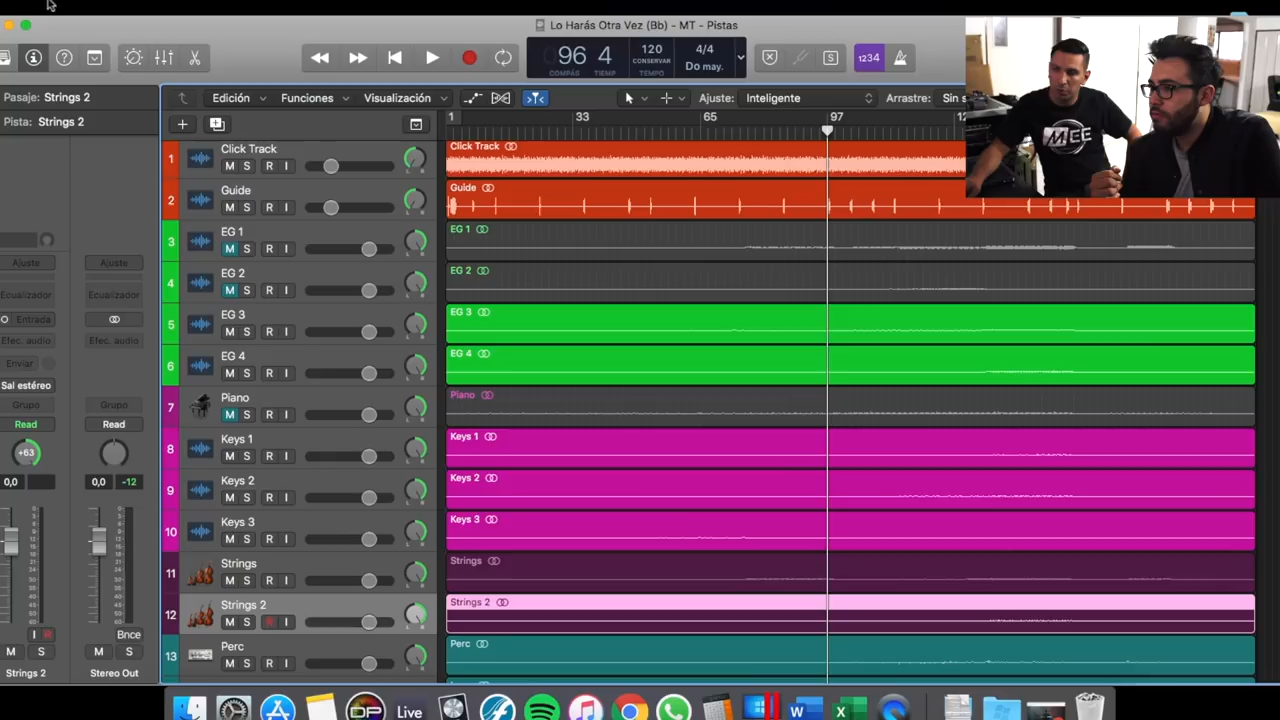 Lo Harás Otra Vez (Bb) - MT - Pistas
96 4
COMPÁS TIEMP
120
CONSERVAR
TEMPO
4/4
Do may.
1234
Pasaje: Strings 2
Pista: Strings 2
Edición
Funciones
Visualización
Ajuste: Inteligente
Arrastre: Sin s
1 33 65 97
MEE
1 Click Track
M S R I
Click Track
2 Guide
M S R I
Guide
3 EG 1
M S R I
EG 1
4 EG 2
M S R I
EG 2
5 EG 3
M S R I
EG 3
6 EG 4
M S R I
EG 4
7 Piano
M S R I
Piano
8 Keys 1
M S R I
Keys 1
9 Keys 2
M S R I
Keys 2
10 Keys 3
M S R I
Keys 3
11 Strings
M S R I
Strings
12 Strings 2
M S R I
Strings 2
13 Perc
M S R I
Perc
Ajuste Ajuste
Ecualizador Ecualizador
Entrada
Efec. audio Efec. audio
Enviar
Sal estéreo
Grupo Grupo
Read Read
+63
0,0 0,0 -12
I R Bnce
M S M S
Strings 2 Stereo Out
DP
Live
W
X